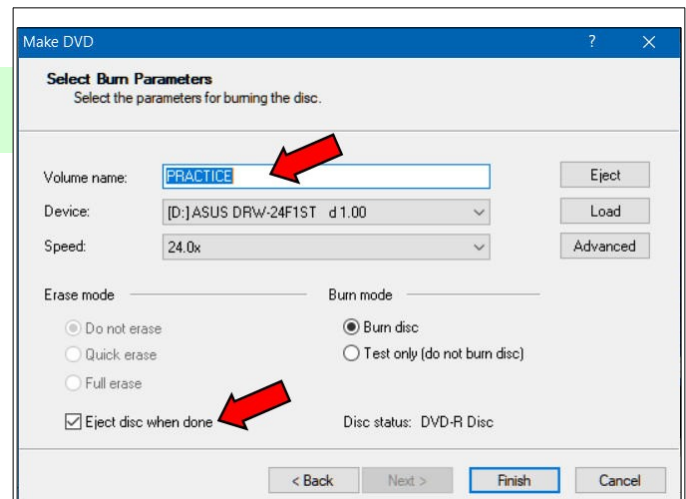 Make DVD ? ✕
Select Burn Parameters
Select the parameters for burning the disc.
Volume name: PRACTICE Eject
Device: [D:] ASUS DRW-24F1ST d 1.00 Load
Speed: 24.0x Advanced
Erase mode Burn mode
Do not erase Burn disc
Quick erase Test only (do not burn disc)
Full erase
Eject disc when done Disc status: DVD-R Disc
< Back Next > Finish Cancel